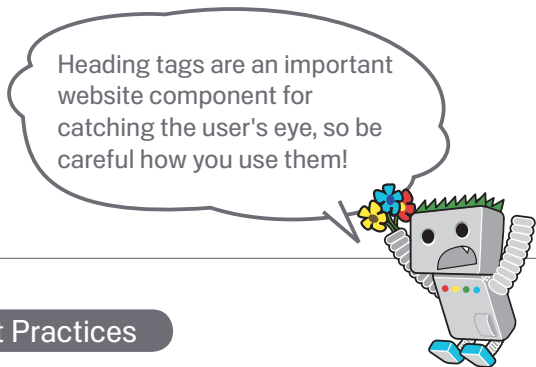 Heading tags are an important
website component for
catching the user's eye, so be
careful how you use them!
Practices